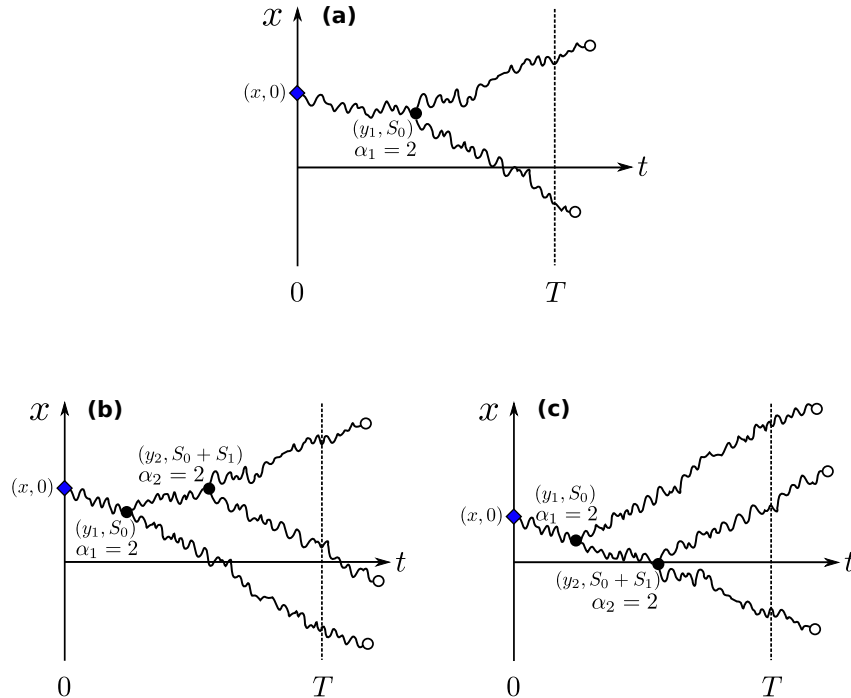 x (a)
(x, 0)
(y₁, S₀)
α₁ = 2
t
0 T
x (b)
(y₂, S₀ + S₁)
α₂ = 2
(x, 0)
(y₁, S₀)
α₁ = 2
t
0 T
x (c)
(y₁, S₀)
α₁ = 2
(x, 0)
t
(y₂, S₀ + S₁)
α₂ = 2
0 T